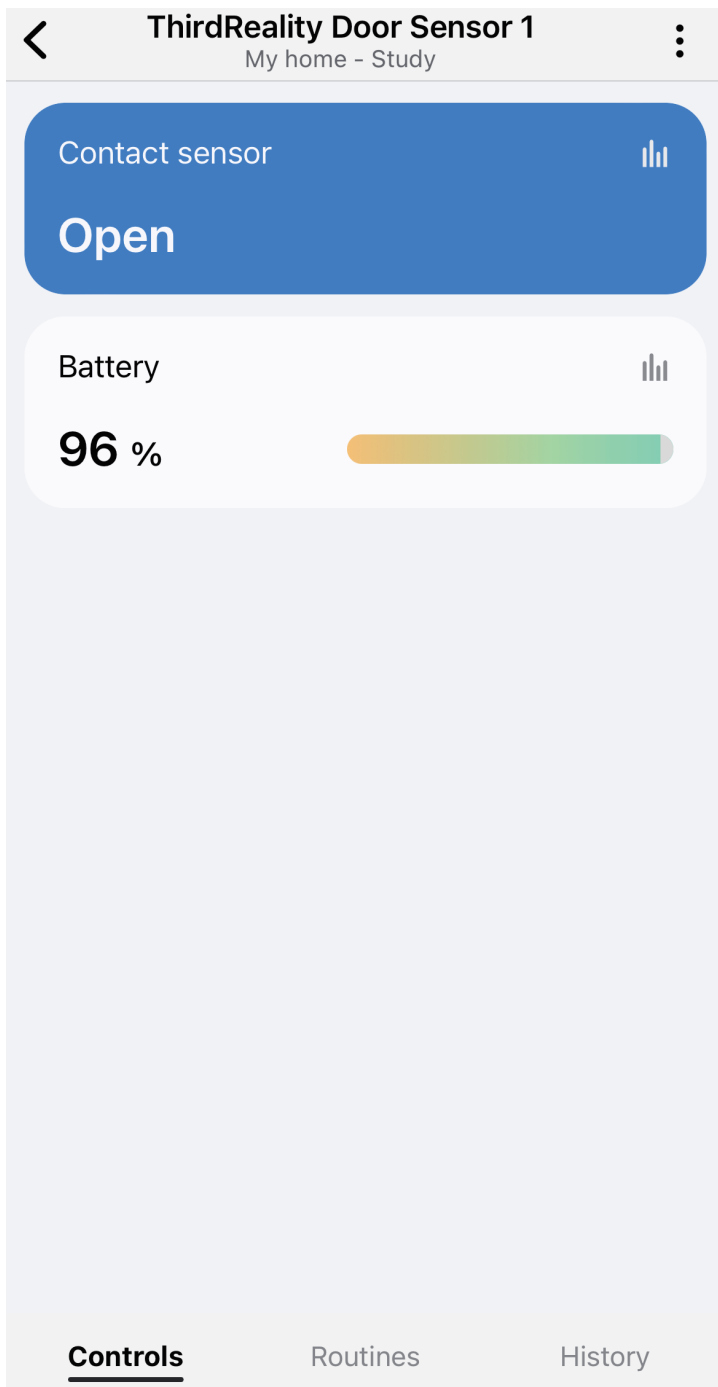 ThirdReality Door Sensor 1
My home - Study
Contact sensor
Open
Battery
96 %
Controls
Routines
History